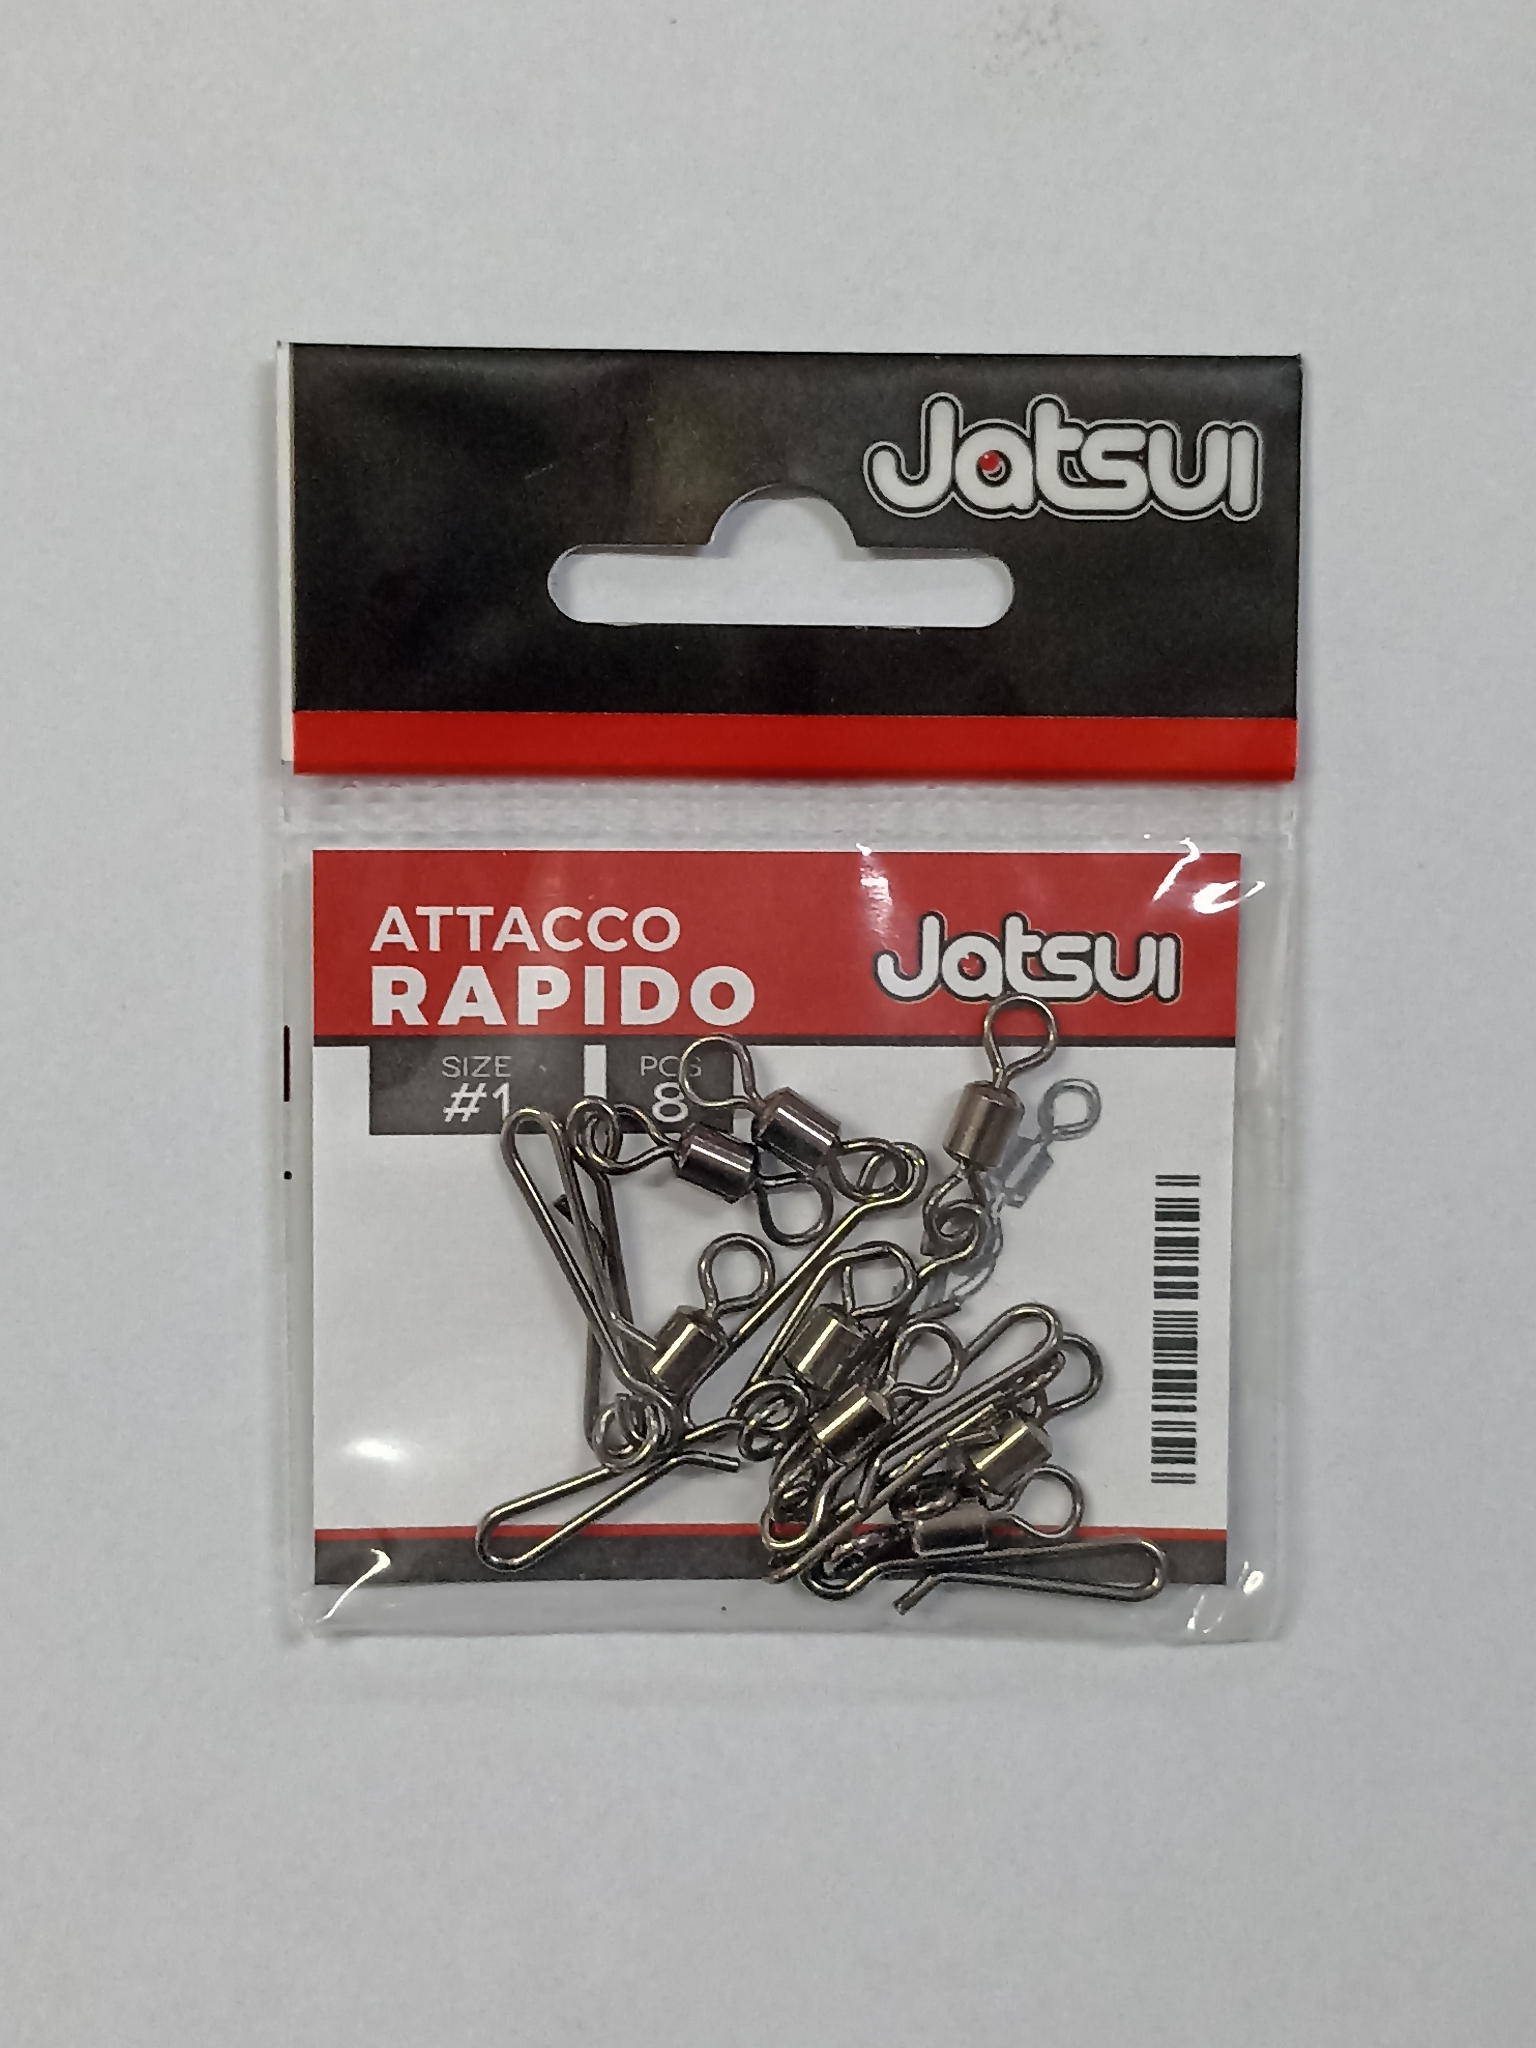 Jatsui
ATTACCO
RAPIDO
Jatsui
SIZE
#1
PCS
8